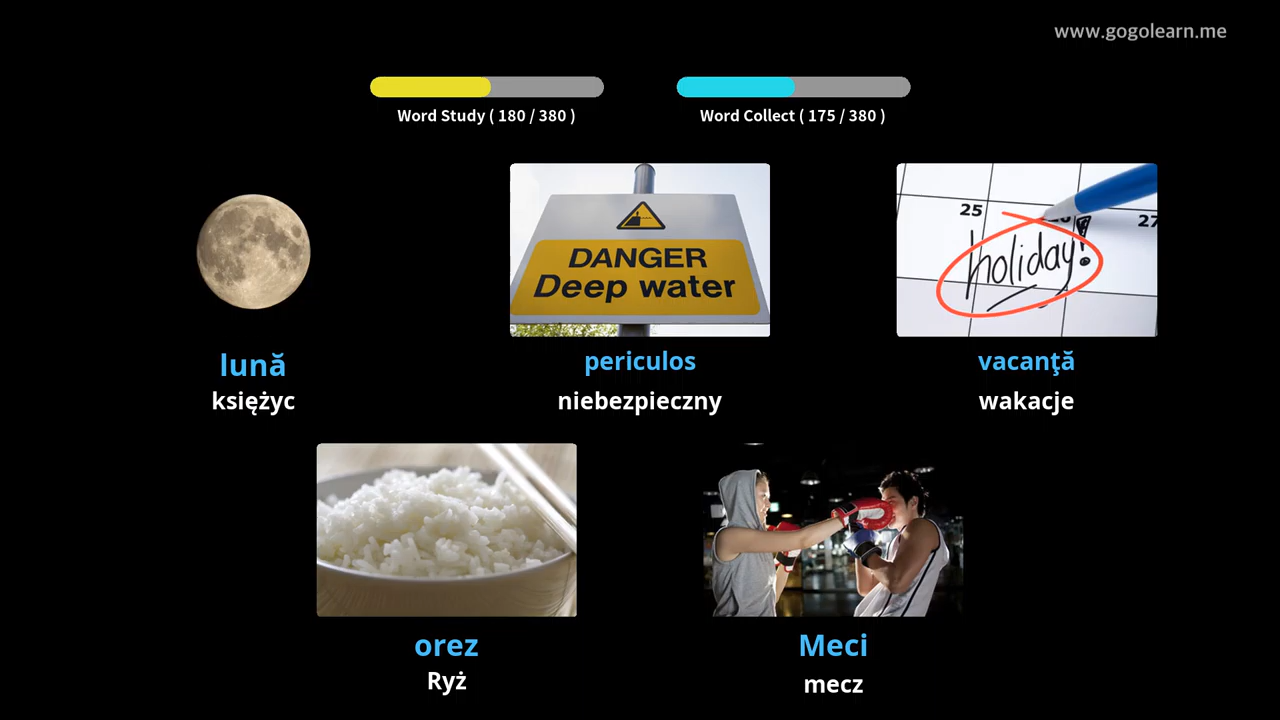 www.gogolearn.me
Word Study ( 180 / 380 )
Word Collect ( 175 / 380 )
DANGER
Deep water
25
27
holiday!
lună
księżyc
periculos
niebezpieczny
vacanţă
wakacje
orez
Ryż
Meci
mecz